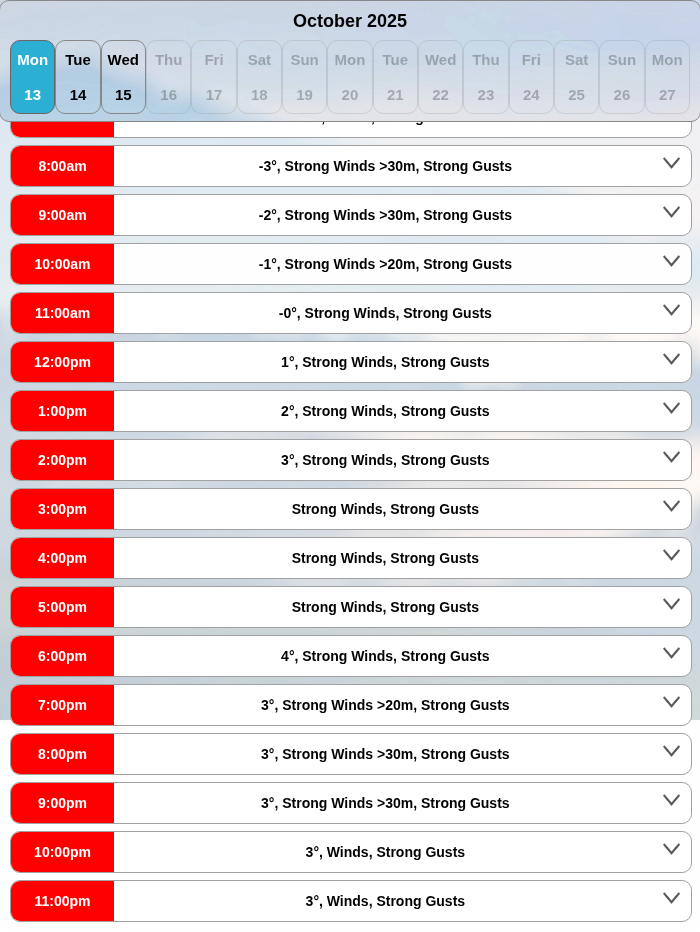 October 2025
Mon Tue Wed Thu Fri Sat Sun Mon Tue Wed Thu Fri Sat Sun Mon
13 14 15 16 17 18 19 20 21 22 23 24 25 26 27
8:00am -3°, Strong Winds >30m, Strong Gusts
9:00am -2°, Strong Winds >30m, Strong Gusts
10:00am -1°, Strong Winds >20m, Strong Gusts
11:00am -0°, Strong Winds, Strong Gusts
12:00pm 1°, Strong Winds, Strong Gusts
1:00pm 2°, Strong Winds, Strong Gusts
2:00pm 3°, Strong Winds, Strong Gusts
3:00pm Strong Winds, Strong Gusts
4:00pm Strong Winds, Strong Gusts
5:00pm Strong Winds, Strong Gusts
6:00pm 4°, Strong Winds, Strong Gusts
7:00pm 3°, Strong Winds >20m, Strong Gusts
8:00pm 3°, Strong Winds >30m, Strong Gusts
9:00pm 3°, Strong Winds >30m, Strong Gusts
10:00pm 3°, Winds, Strong Gusts
11:00pm 3°, Winds, Strong Gusts